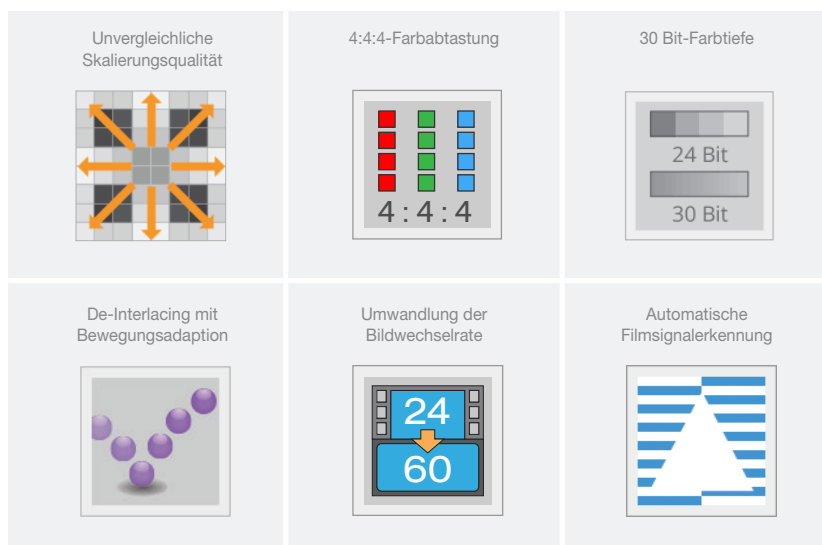 Unvergleichliche
Skalierungsqualität
4:4:4-Farbabtastung
4 : 4 : 4
30 Bit-Farbtiefe
24 Bit
30 Bit
De-Interlacing mit
Bewegungsadaption
Umwandlung der
Bildwechselrate
24
60
Automatische
Filmsignalerkennung